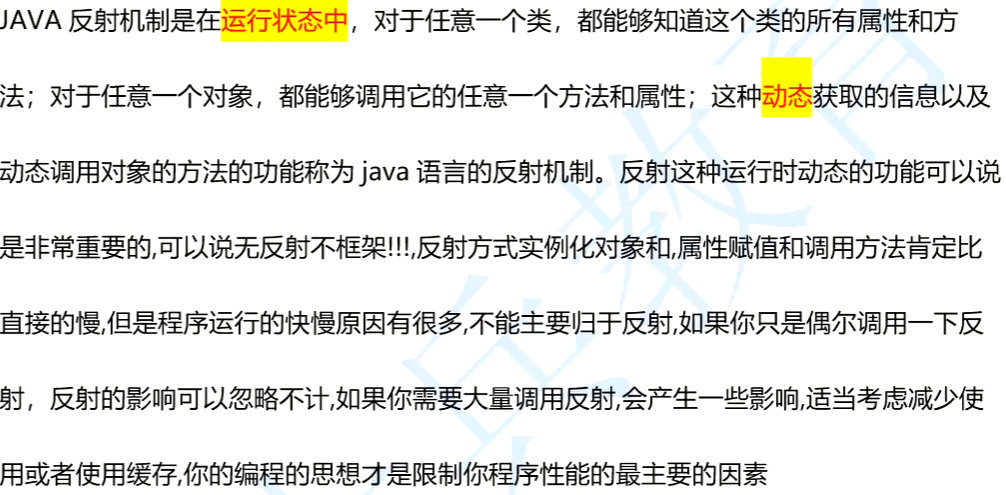 JAVA 反射机制是在运行状态中，对于任意一个类，都能够知道这个类的所有属性和方
法；对于任意一个对象，都能够调用它的任意一个方法和属性；这种动态获取的信息以及
动态调用对象的方法的功能称为 java 语言的反射机制。反射这种运行时动态的功能可以说
是非常重要的,可以说无反射不框架!!!,反射方式实例化对象和,属性赋值和调用方法肯定比
直接的慢,但是程序运行的快慢原因有很多,不能主要归于反射,如果你只是偶尔调用一下反
射，反射的影响可以忽略不计,如果你需要大量调用反射,会产生一些影响,适当考虑减少使
用或者使用缓存,你的编程的思想才是限制你程序性能的最主要的因素